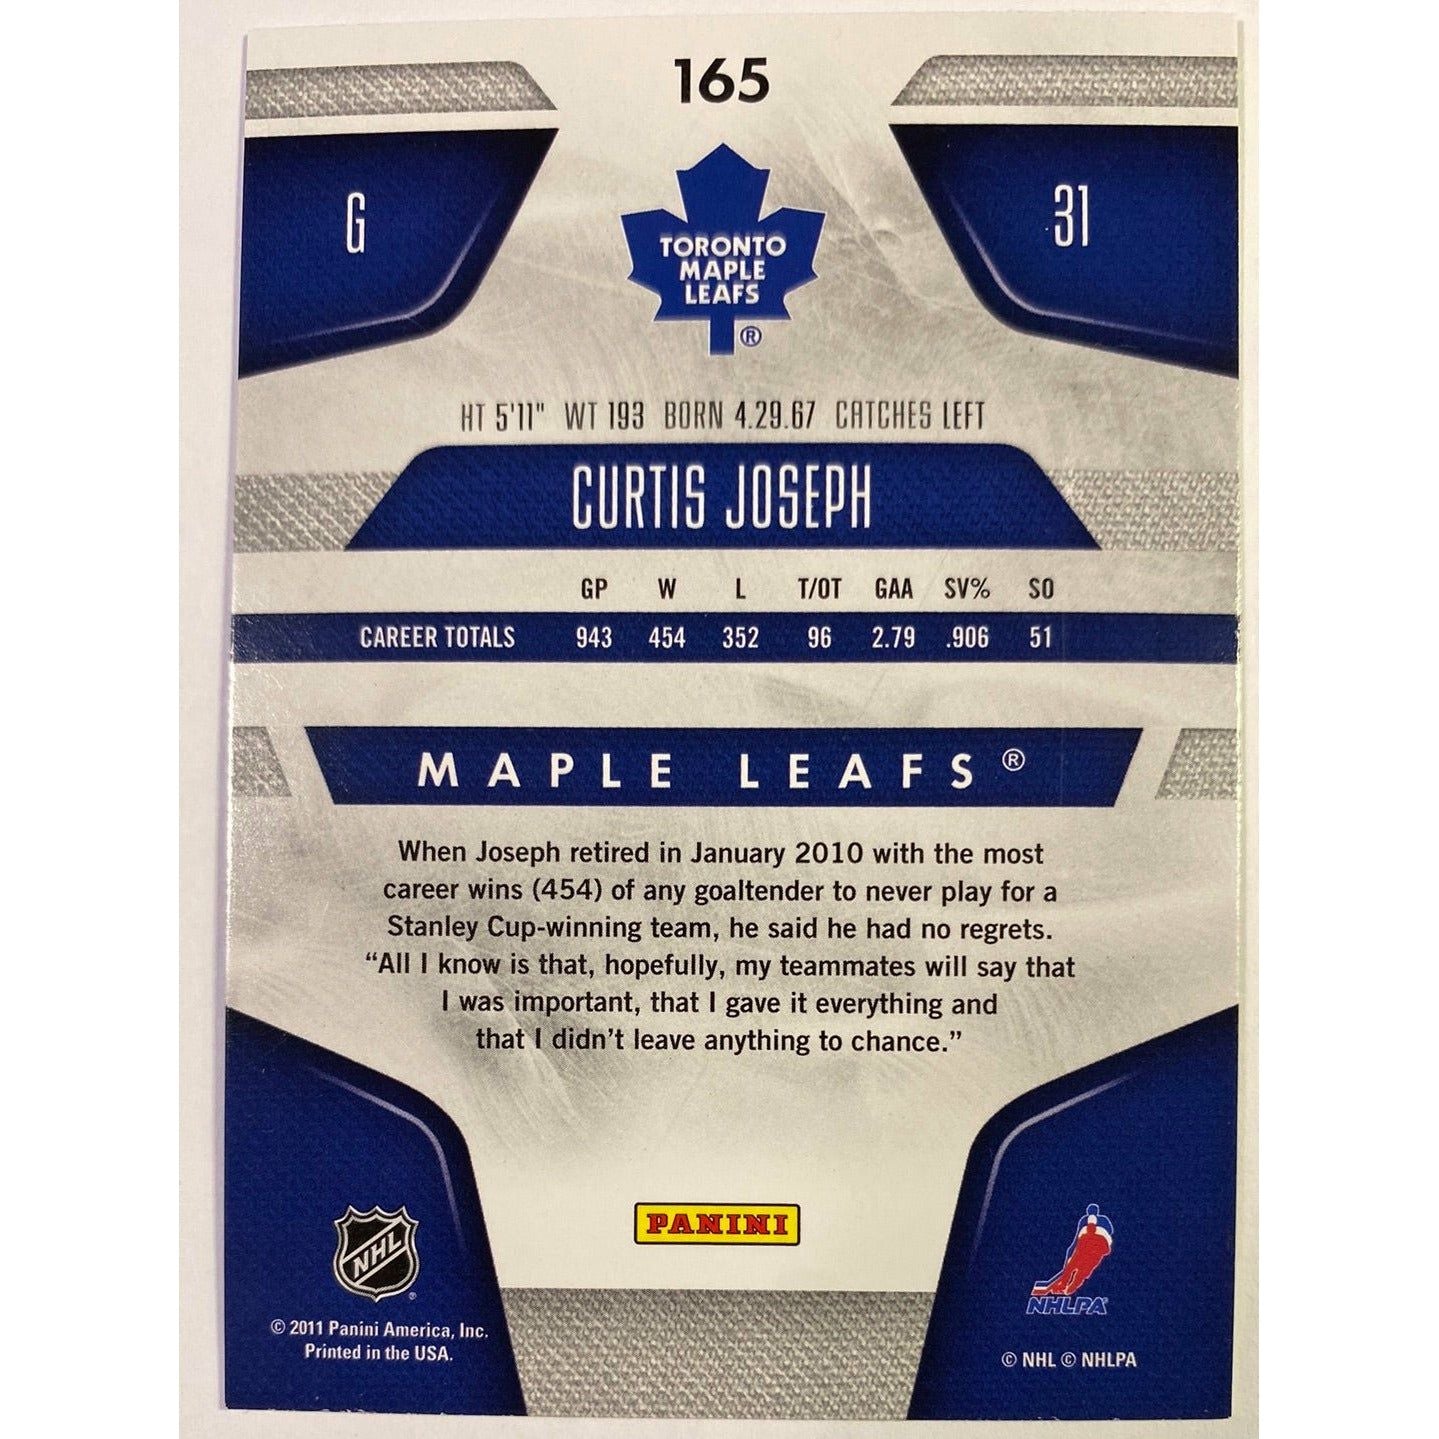 165
G
31
TORONTO
MAPLE
LEAFS
®
HT 5'11" WT 193 BORN 4.29.67 CATCHES LEFT
CURTIS JOSEPH
GP W L T/OT GAA SV% SO
CAREER TOTALS 943 454 352 96 2.79 .906 51
MAPLE LEAFS®
When Joseph retired in January 2010 with the most
career wins (454) of any goaltender to never play for a
Stanley Cup-winning team, he said he had no regrets.
“All I know is that, hopefully, my teammates will say that
I was important, that I gave it everything and
that I didn’t leave anything to chance.”
PANINI
NHL
NHLPA
© 2011 Panini America, Inc.
Printed in the USA.
© NHL © NHLPA